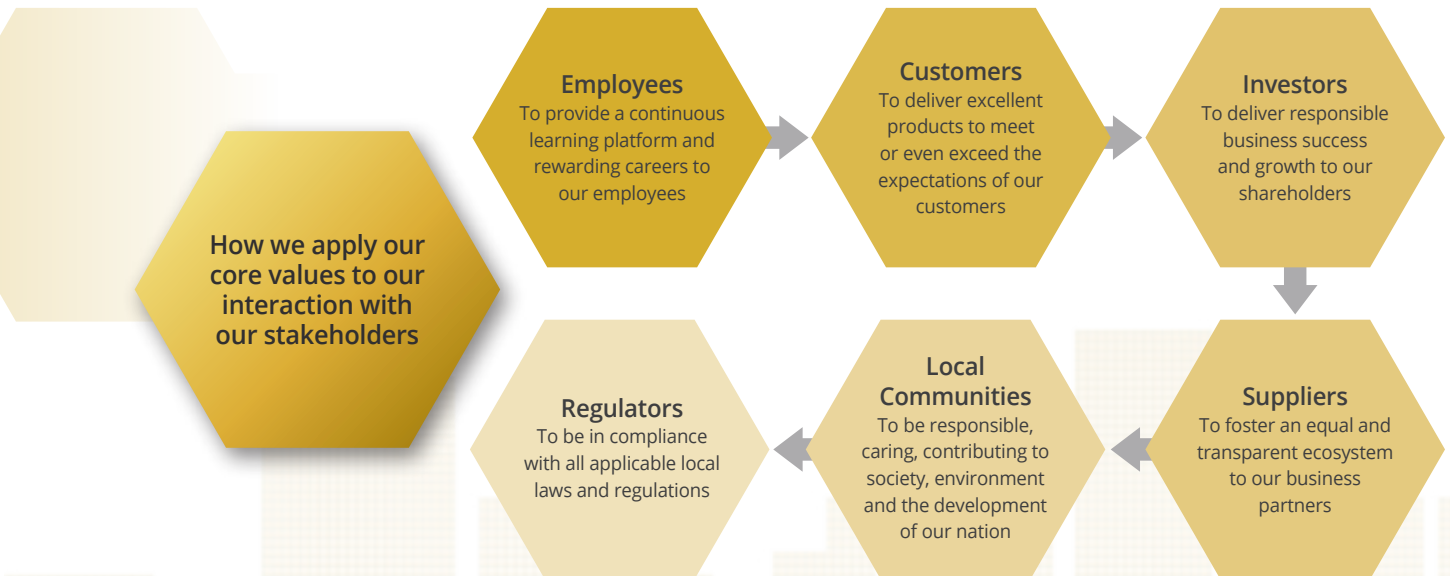 How we apply our
core values to our
interaction with
our stakeholders
Employees
To provide a continuous
learning platform and
rewarding careers to
our employees
Customers
To deliver excellent
products to meet
or even exceed the
expectations of our
customers
Investors
To deliver responsible
business success
and growth to our
shareholders
Suppliers
To foster an equal and
transparent ecosystem
to our business
partners
Local
Communities
To be responsible,
caring, contributing to
society, environment
and the development
of our nation
Regulators
To be in compliance
with all applicable local
laws and regulations